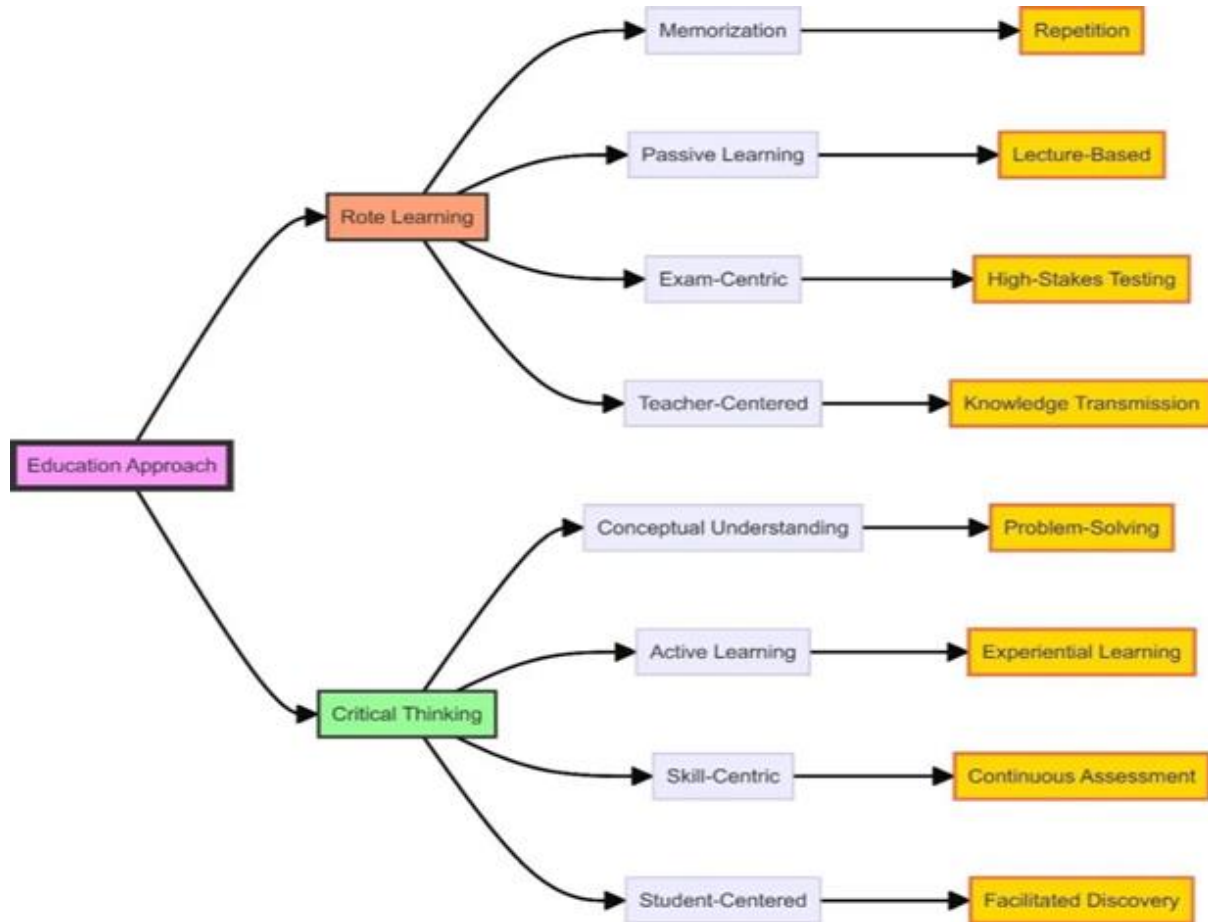 Memorization
Repetition
Passive Learning
Lecture-Based
Rote Learning
Exam-Centric
High-Stakes Testing
Teacher-Centered
Knowledge Transmission
Education Approach
Conceptual Understanding
Problem-Solving
Active Learning
Experiential Learning
Critical Thinking
Skill-Centric
Continuous Assessment
Student-Centered
Facilitated Discovery